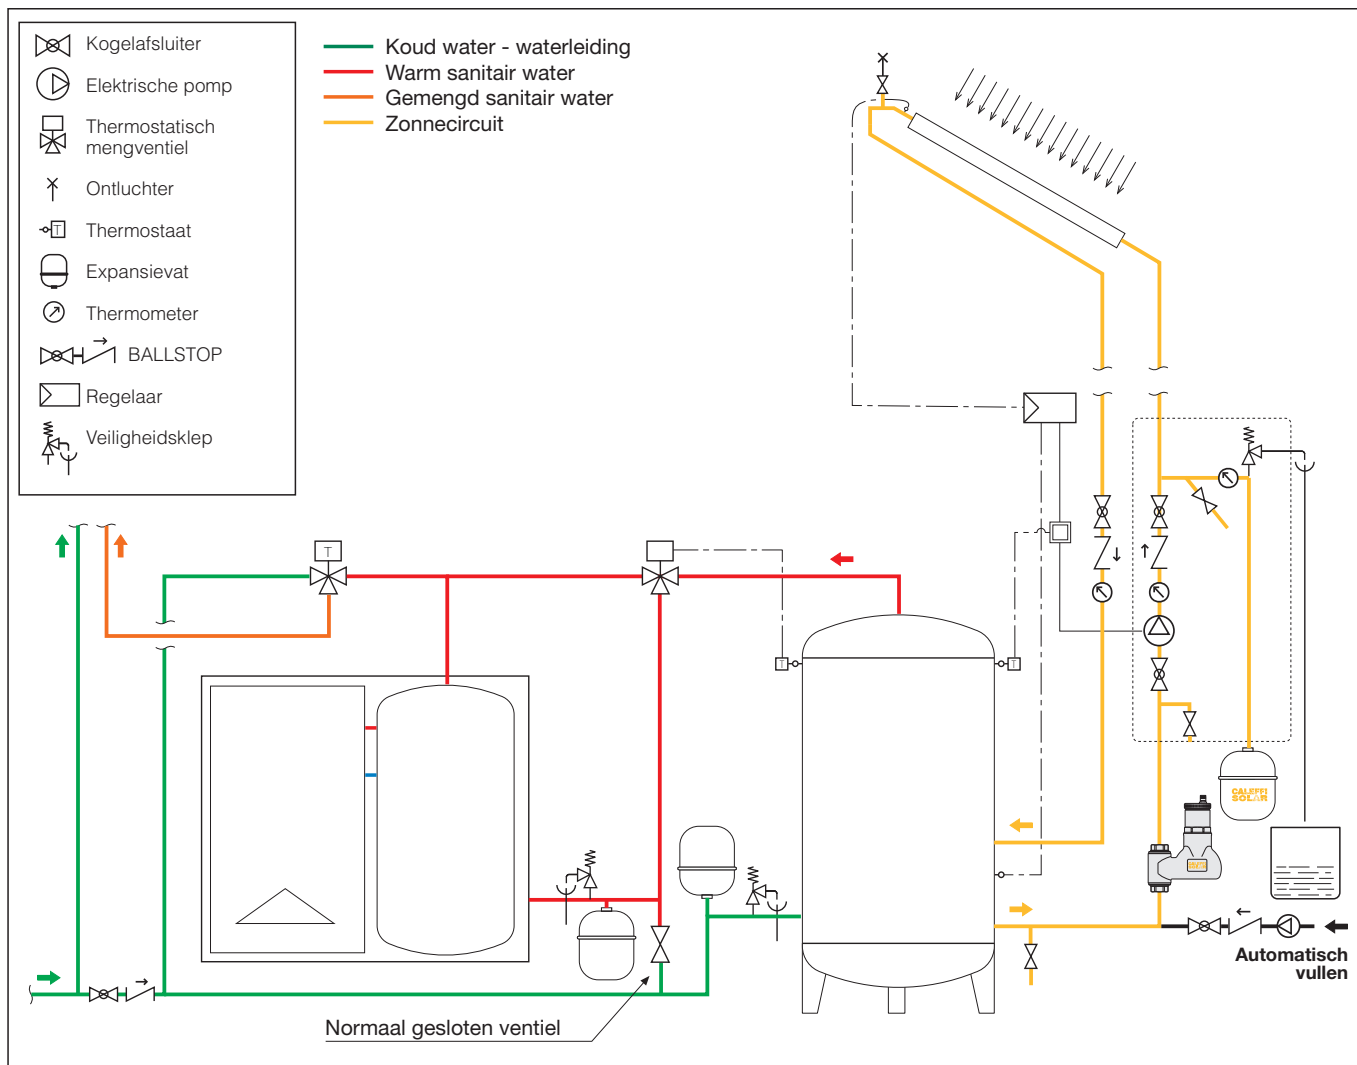 Kogelafsluiter
Elektrische pomp
Thermostatisch
mengventiel
Ontluchter
T
Thermostaat
Expansievat
Thermometer
BALLSTOP
Regelaar
Veiligheidsklep
Koud water - waterleiding
Warm sanitair water
Gemengd sanitair water
Zonnecircuit
T
T
T
CALEFFI
SOLAR
Automatisch
vullen
Normaal gesloten ventiel